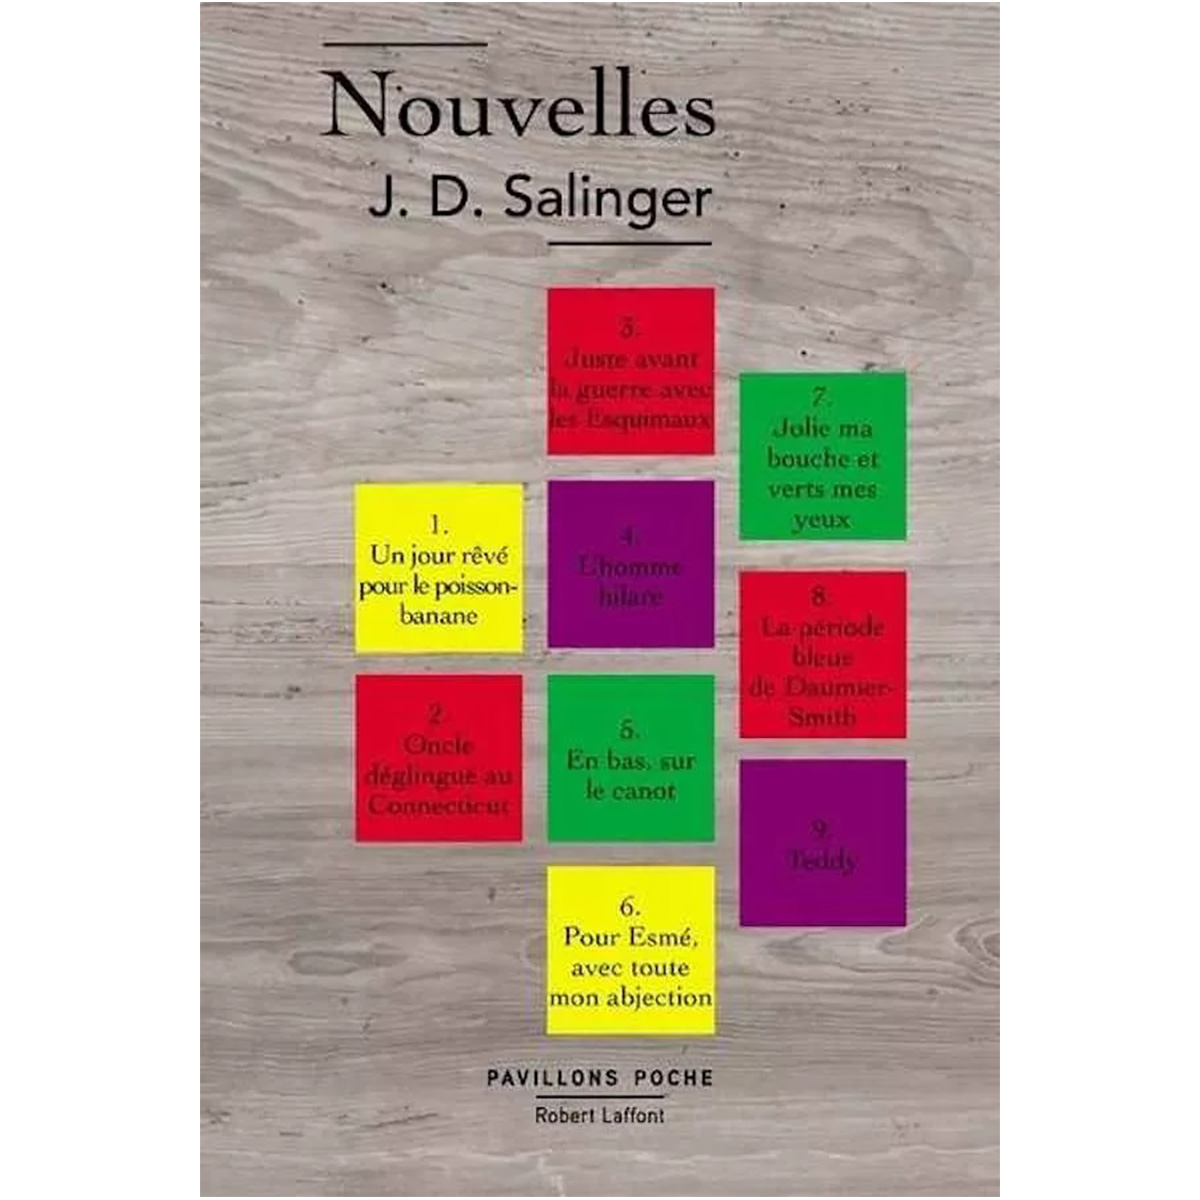 Nouvelles
J. D. Salinger
1.
Un jour rêvé
pour le poisson-
banane
2.
Oncle
déglingué au
Connecticut
3.
Juste avant
la guerre avec
les Esquimaux
4.
L'homme
hilare
5.
En bas, sur
le canot
6.
Pour Esmé,
avec toute
mon abjection
7.
Jolie ma
bouche et
verts mes
yeux
8.
La période
bleue
de Daumier-
Smith
9.
Teddy
PAVILLONS POCHE
Robert Laffont